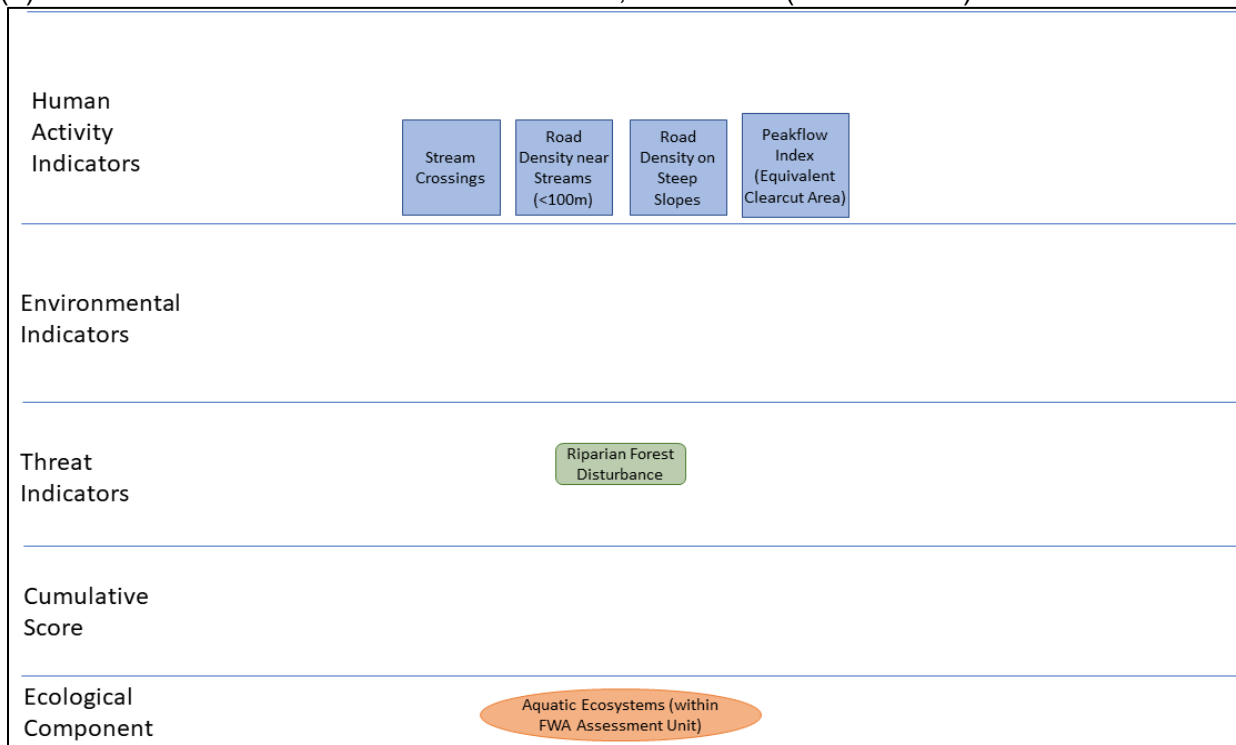 Human
Activity
Indicators
Stream
Crossings
Road
Density near
Streams
(<100m)
Road
Density on
Steep
Slopes
Peakflow
Index
(Equivalent
Clearcut Area)
Environmental
Indicators
Threat
Indicators
Riparian Forest
Disturbance
Cumulative
Score
Ecological
Component
Aquatic Ecosystems (within
FWA Assessment Unit)